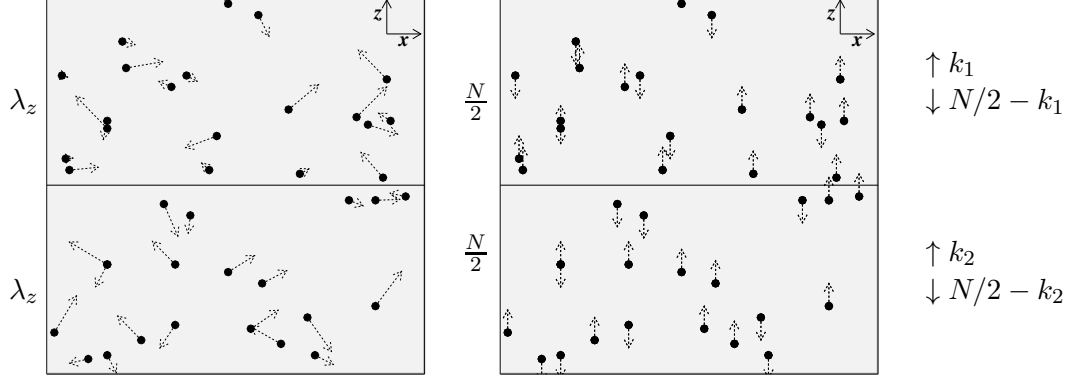 z
x
z
x
λ_z
N/2
↑ k_1
↓ N/2 − k_1
λ_z
N/2
↑ k_2
↓ N/2 − k_2